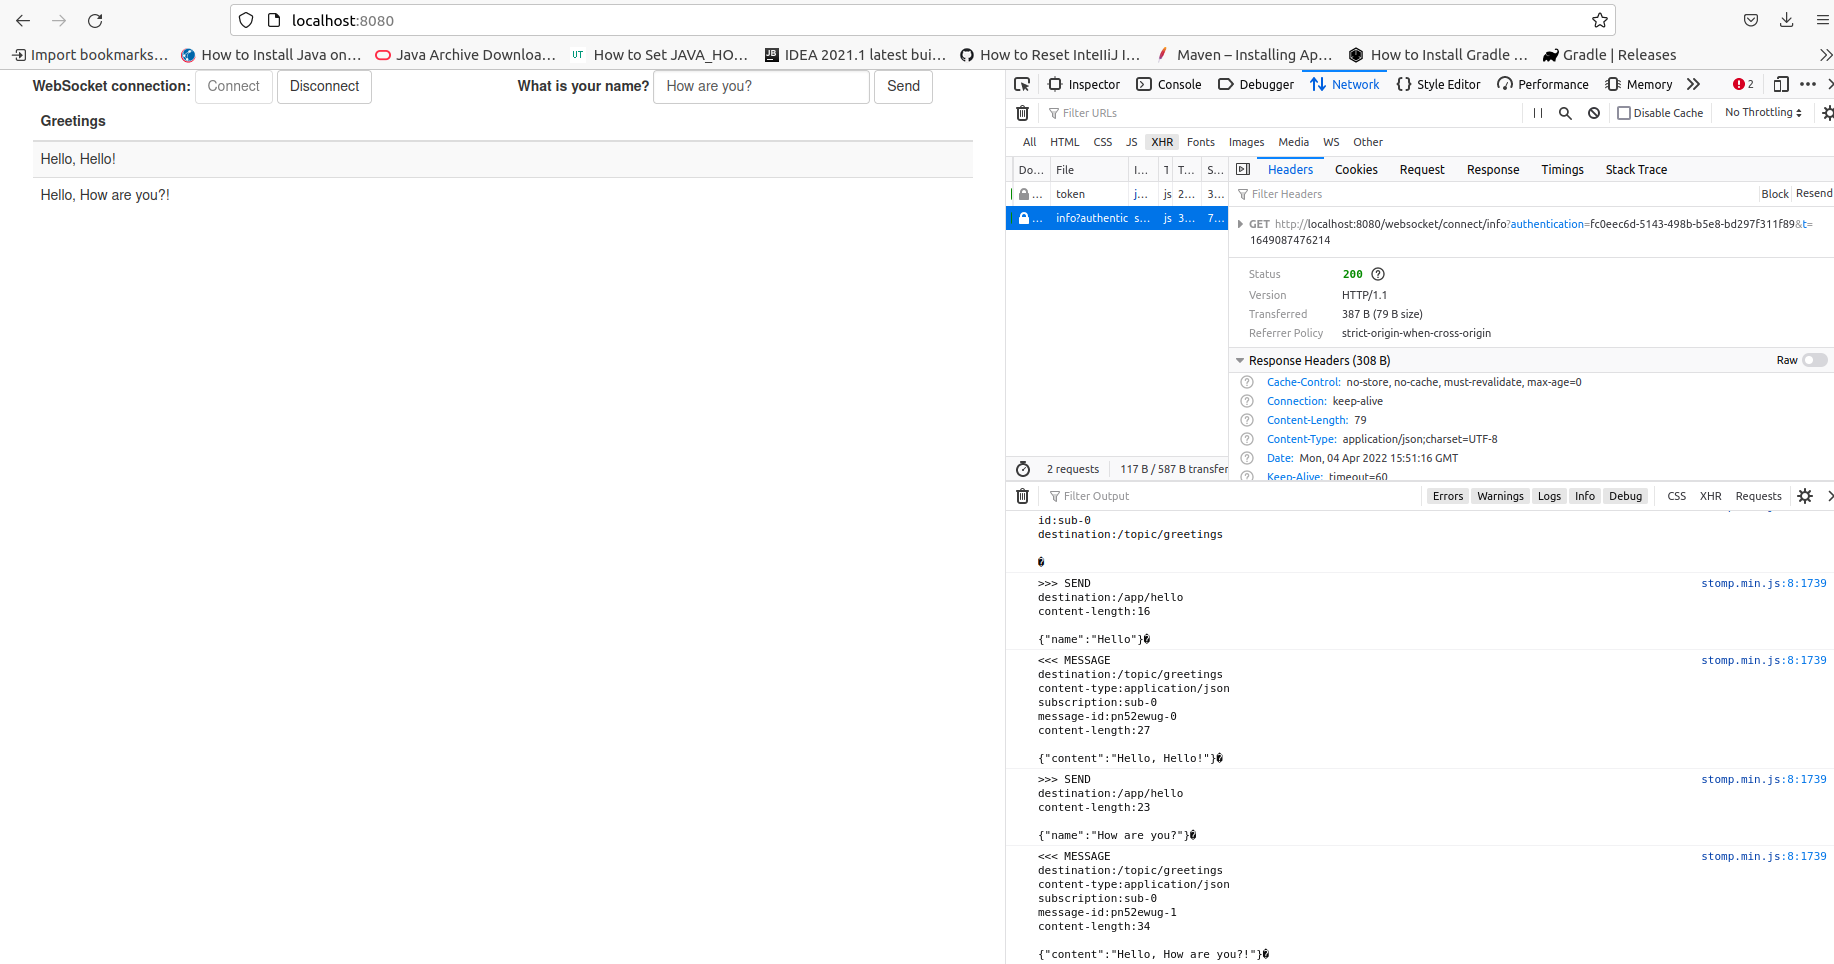 localhost:8080
Import bookmarks… How to Install Java on… Java Archive Downloa… UT How to Set JAVA_HO… IDEA 2021.1 latest bui… How to Reset IntelliJ I… Maven – Installing Ap… How to Install Gradle … Gradle | Releases
WebSocket connection: Connect Disconnect What is your name? How are you? Send
Greetings
Hello, Hello!
Hello, How are you?!
Inspector Console Debugger Network Style Editor Performance Memory 2
Filter URLs Disable Cache No Throttling
All HTML CSS JS XHR Fonts Images Media WS Other
Do… File I… T T… S…
… token j… js 2… 3…
… info?authentic s… js 3… 7…
2 requests 117 B / 587 B transfer
Headers Cookies Request Response Timings Stack Trace
Filter Headers Block Resend
GET http://localhost:8080/websocket/connect/info?authentication=fc0eec6d-5143-498b-b5e8-bd297f311f89&t=
1649087476214
Status 200
Version HTTP/1.1
Transferred 387 B (79 B size)
Referrer Policy strict-origin-when-cross-origin
Response Headers (308 B) Raw
Cache-Control: no-store, no-cache, must-revalidate, max-age=0
Connection: keep-alive
Content-Length: 79
Content-Type: application/json;charset=UTF-8
Date: Mon, 04 Apr 2022 15:51:16 GMT
Keep-Alive: timeout=60
Filter Output Errors Warnings Logs Info Debug CSS XHR Requests
id:sub-0
destination:/topic/greetings
�
>>> SEND stomp.min.js:8:1739
destination:/app/hello
content-length:16
{"name":"Hello"}�
<<< MESSAGE stomp.min.js:8:1739
destination:/topic/greetings
content-type:application/json
subscription:sub-0
message-id:pn52ewug-0
content-length:27
{"content":"Hello, Hello!"}�
>>> SEND stomp.min.js:8:1739
destination:/app/hello
content-length:23
{"name":"How are you?"}�
<<< MESSAGE stomp.min.js:8:1739
destination:/topic/greetings
content-type:application/json
subscription:sub-0
message-id:pn52ewug-1
content-length:34
{"content":"Hello, How are you?!"}�